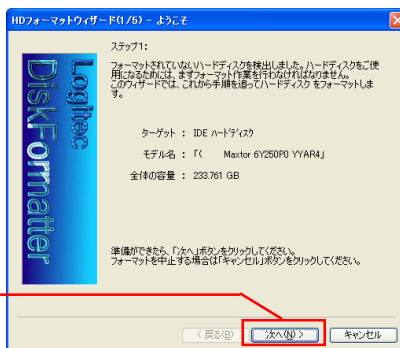 HDフォーマットウィザード(1/5) - ようこそ
Logitec
DiskFormatter
ステップ1:
フォーマットされていないハードディスクを検出しました。ハードディスクをご使
用になるためには、まずフォーマット作業を行わなければなりません。
このウィザードでは、これから手順を追ってハードディスク をフォーマットしま
す。
ターゲット : IDE ハードディスク
モデル名 : 「( Maxtor 6Y250P0 YYAR4」
全体の容量 : 233.761 GB
準備ができたら、「次へ」ボタンをクリックしてください。
フォーマットを中止する場合は「キャンセル」ボタンをクリックしてください。
< 戻る(B) 次へ(N) > キャンセル